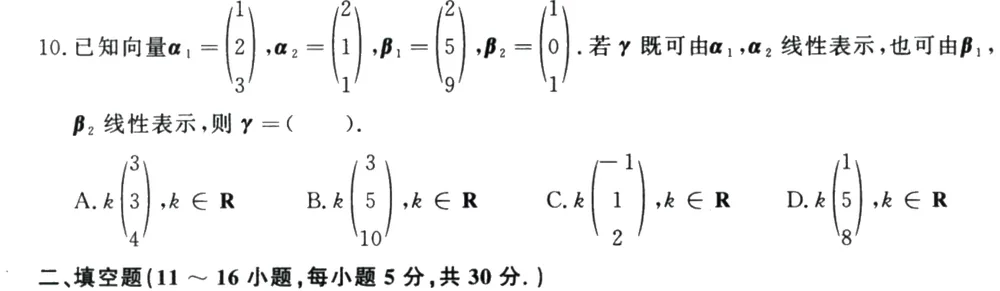 10. 已知向量α₁ = (1 2 3), α₂ = (2 1 1), β₁ = (2 5 9), β₂ = (1 0 1). 若 γ 既可由α₁, α₂ 线性表示, 也可由β₁,
β₂ 线性表示, 则 γ = (    ).
A. k(3 3 4), k ∈ R B. k(3 5 10), k ∈ R C. k(−1 1 2), k ∈ R D. k(1 5 8), k ∈ R
二、填空题(11 ~ 16 小题, 每小题 5 分, 共 30 分. )